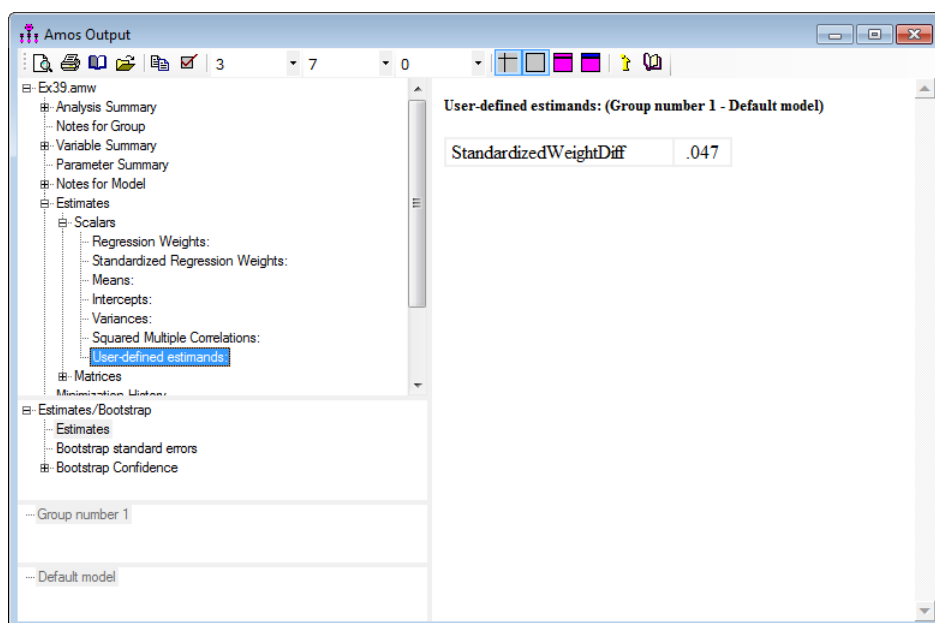 Amos Output
3 7 0
Ex39.amw
Analysis Summary
Notes for Group
Variable Summary
Parameter Summary
Notes for Model
Estimates
Scalars
Regression Weights:
Standardized Regression Weights:
Means:
Intercepts:
Variances:
Squared Multiple Correlations:
User-defined estimands:
Matrices
Minimization History
Estimates/Bootstrap
Estimates
Bootstrap standard errors
Bootstrap Confidence
Group number 1
Default model
User-defined estimands: (Group number 1 - Default model)
StandardizedWeightDiff .047